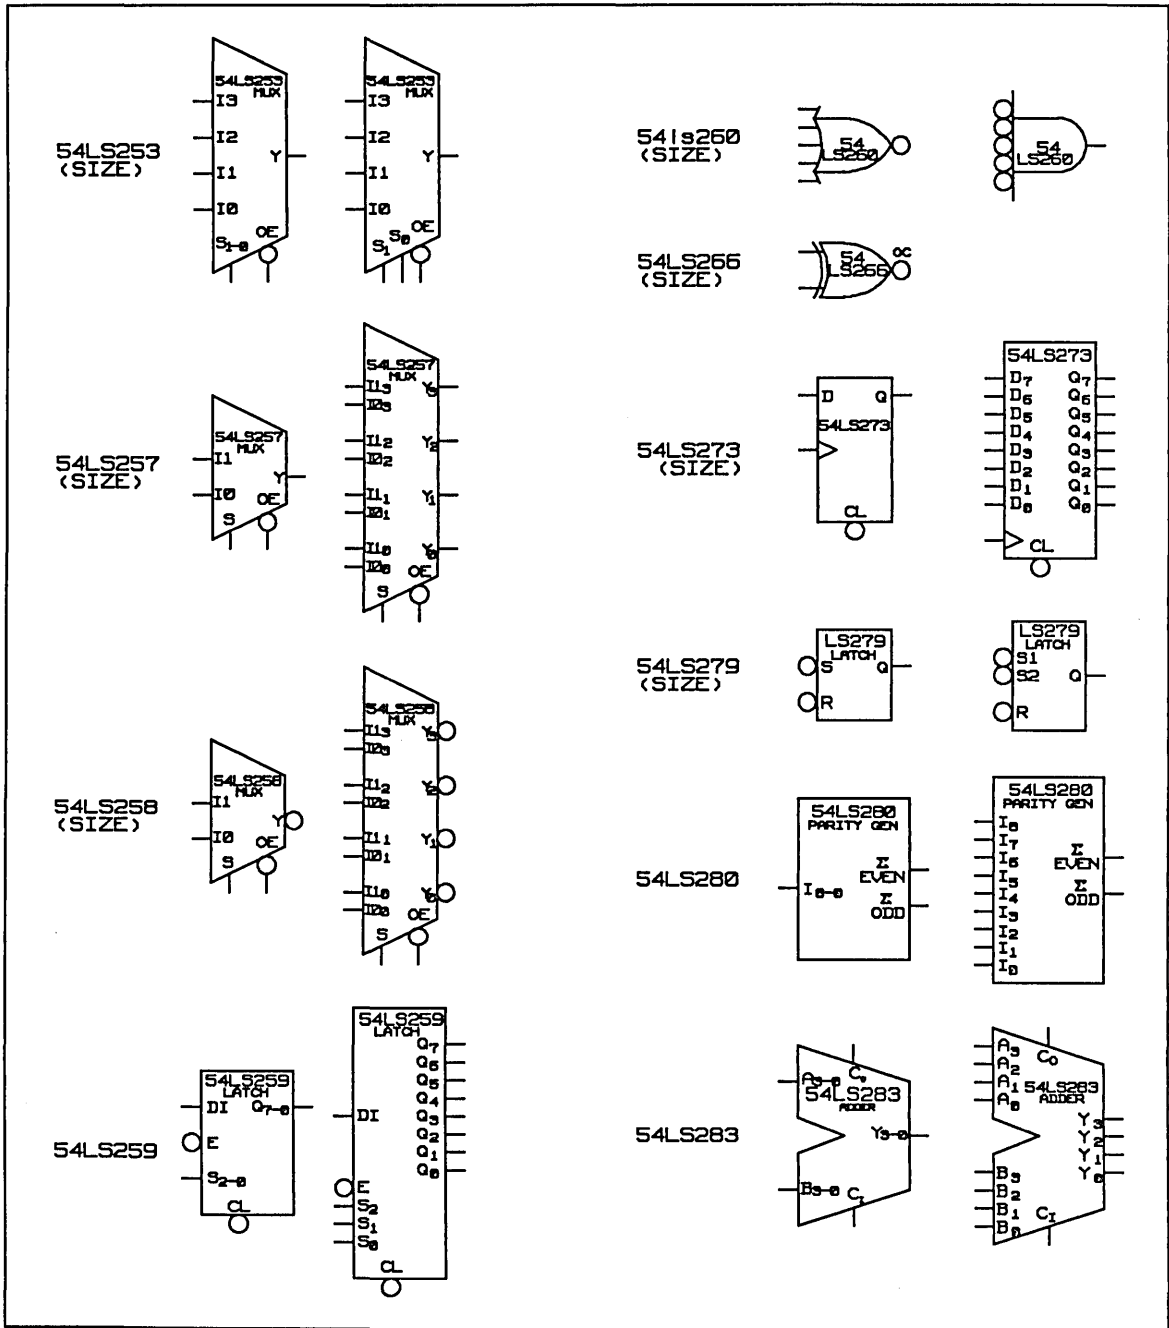 54LS253
(SIZE)
54LS253
MUX
I3
I2
I1
I0
Y
S1-0
OE
54LS253
MUX
I3
I2
I1
I0
Y
S1
S0
OE
54LS257
(SIZE)
54LS257
MUX
I1
I0
Y
S
OE
54LS257
MUX
I13
I03
I12
I02
I11
I01
I10
I00
Y3
Y2
Y1
Y0
S
OE
54LS258
(SIZE)
54LS258
MUX
I1
I0
Y
S
OE
54LS258
MUX
I13
I03
I12
I02
I11
I01
I10
I00
Y3
Y2
Y1
Y0
S
OE
54LS259
54LS259
LATCH
DI Q7-0
E
S2-0
CL
54LS259
LATCH
Q7
Q6
Q5
Q4
Q3
Q2
Q1
Q0
DI
E
S2
S1
S0
CL
54ls260
(SIZE)
54
LS260
54
LS260
54LS266
(SIZE)
54
LS266
OC
54LS273
(SIZE)
D Q
54LS273
CL
54LS273
D7 Q7
D6 Q6
D5 Q5
D4 Q4
D3 Q3
D2 Q2
D1 Q1
D0 Q0
CL
54LS279
(SIZE)
LS279
LATCH
S Q
R
LS279
LATCH
S1
S2 Q
R
54LS280
54LS280
PARITY GEN
I8-0
Σ
EVEN
Σ
ODD
54LS280
PARITY GEN
I8
I7
I6
I5
I4
I3
I2
I1
I0
Σ
EVEN
Σ
ODD
54LS283
CO
A3-0
54LS283
ADDER
Y3-0
B3-0
CI
CO
A3
A2
A1
A0
54LS283
ADDER
Y3
Y2
Y1
Y0
B3
B2
B1
B0
CI